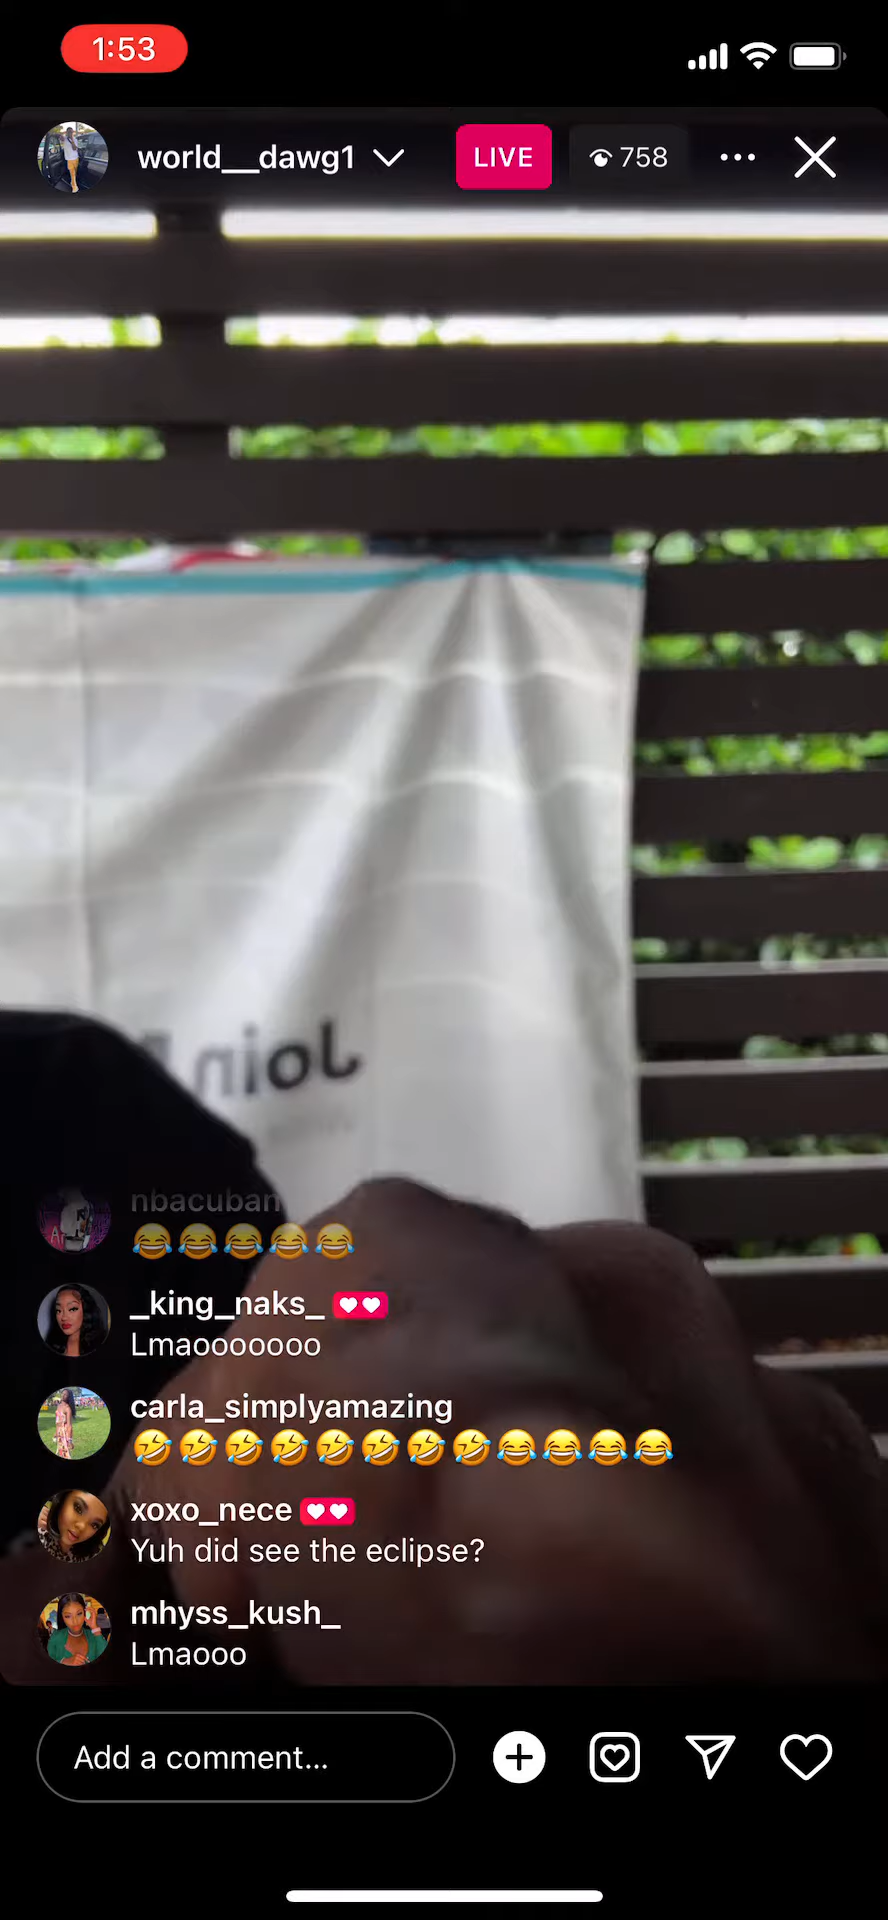 1:53
world__dawg1 LIVE 758
Join
nbacuban
😂😂😂😂😂
_king_naks_
Lmaooooooo
carla_simplyamazing
🤣🤣🤣🤣🤣🤣🤣🤣😂😂😂😂
xoxo_nece
Yuh did see the eclipse?
mhyss_kush_
Lmaooo
Add a comment...